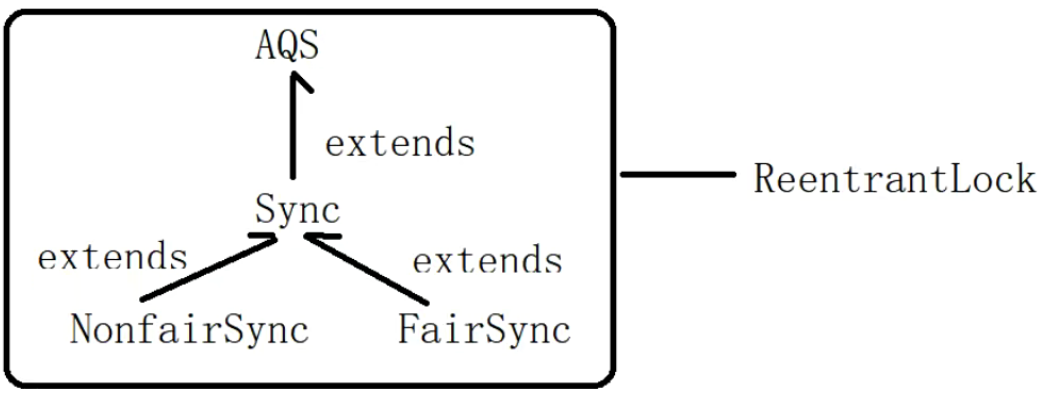 AQS
extends
ReentrantLock
Sync
extends
extends
NonfairSync
FairSync